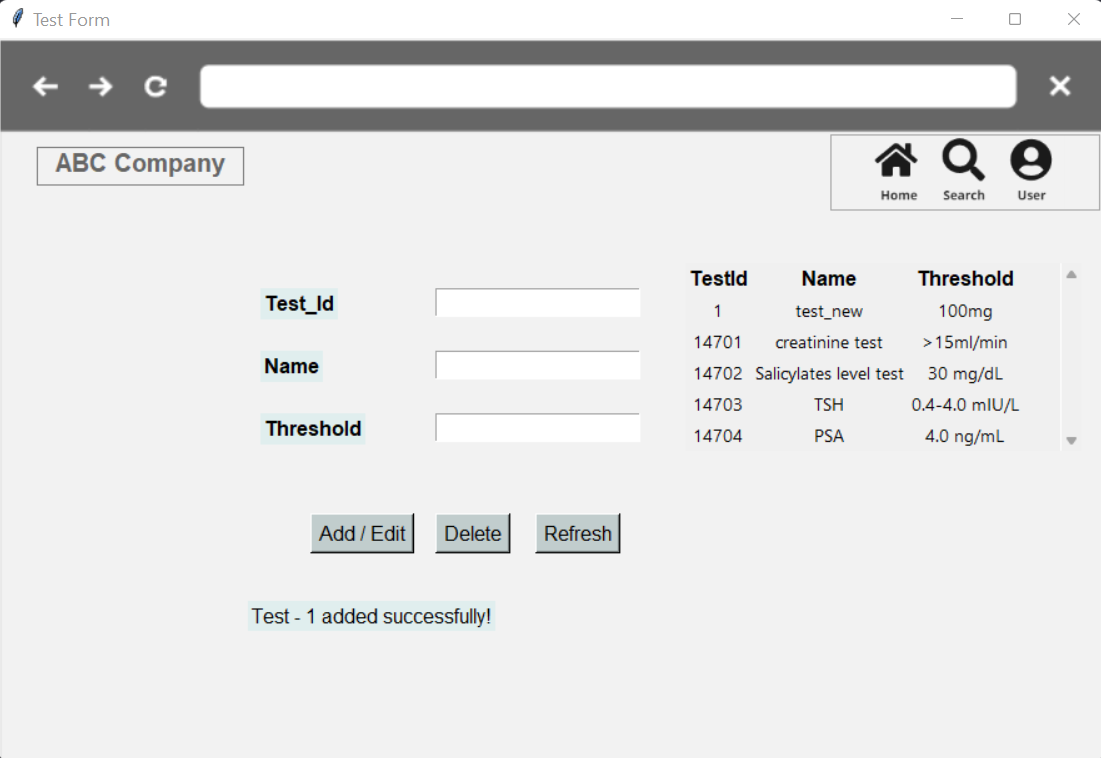 Test Form
ABC Company
Home Search User
Test_Id
Name
Threshold
TestId Name Threshold
1 test_new 100mg
14701 creatinine test >15ml/min
14702 Salicylates level test 30 mg/dL
14703 TSH 0.4-4.0 mIU/L
14704 PSA 4.0 ng/mL
Add / Edit Delete Refresh
Test - 1 added successfully!